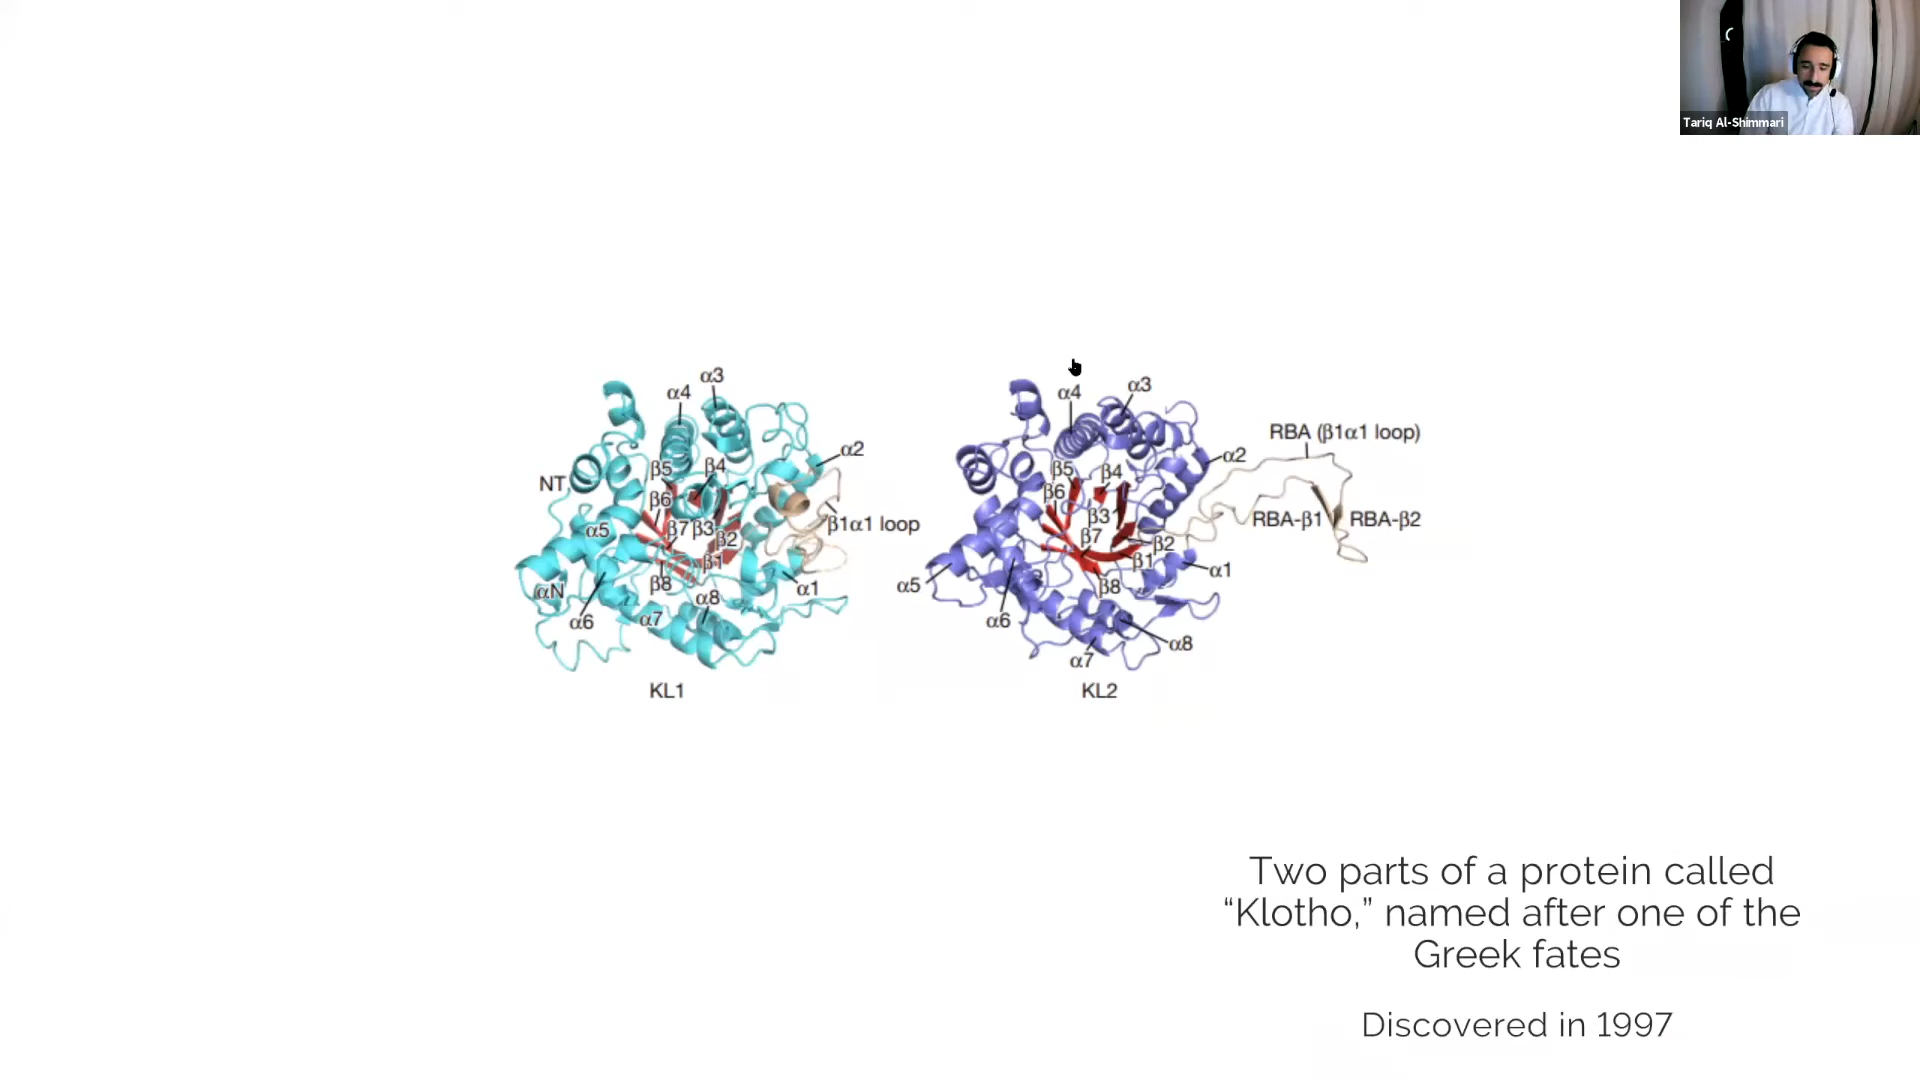 Tariq Al-Shimmari
α3
α4
α2
β5
β4
NT
β6
β7
β3
β1α1 loop
α5
β2
β1
αN
β8
α8
α1
α6
α7
KL1
α4
α3
RBA (β1α1 loop)
α2
β5
β4
β6
β3
RBA-β1
RBA-β2
β7
β2
β1
α1
α5
β8
α6
α8
α7
KL2
Two parts of a protein called
“Klotho,” named after one of the
Greek fates
Discovered in 1997